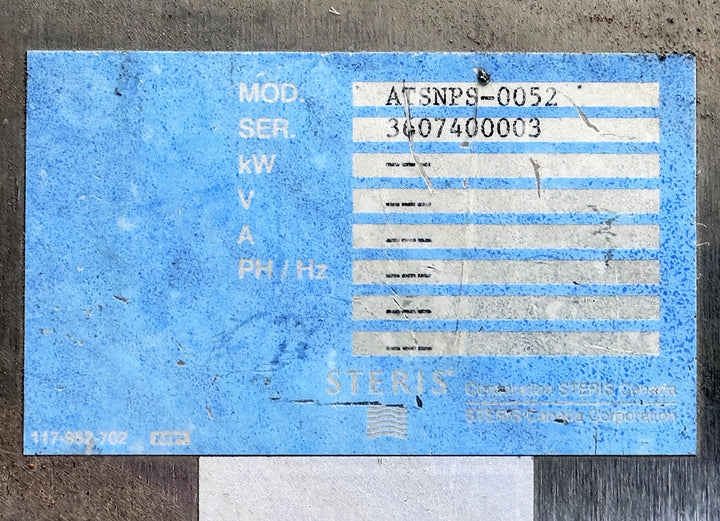 MOD. ATSNPS-0052
SER. 3607400003
kW ---
V ---
A ---
PH / Hz ---
---
---
STERIS®
Corporation STERIS Canada
STERIS Canada Corporation